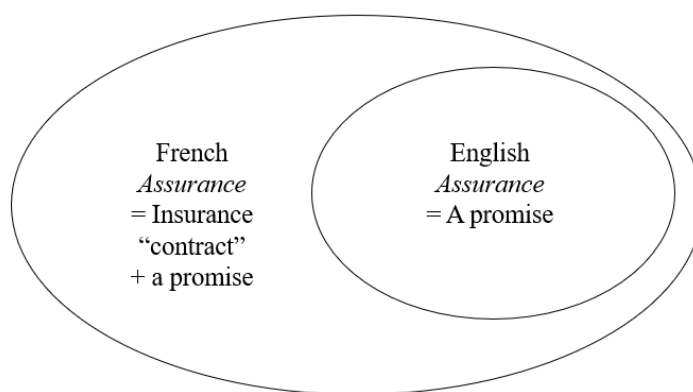 French
Assurance
= Insurance
“contract”
+ a promise
English
Assurance
= A promise